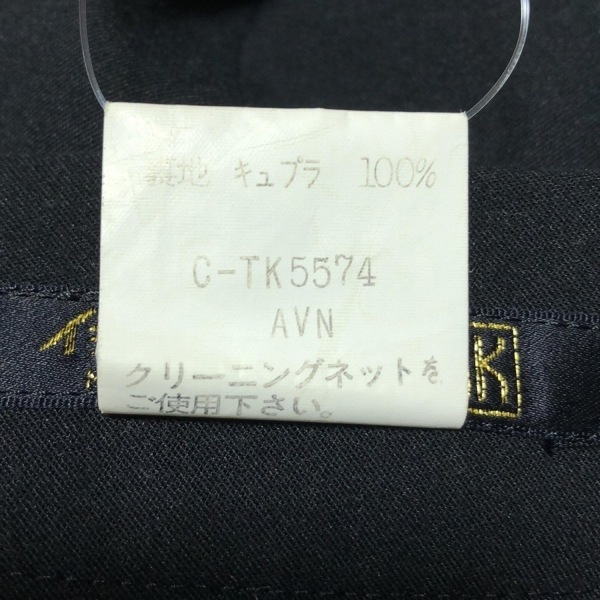 裏地 キュプラ 100%
C-TK5574
AVN
クリーニングネットを
ご使用下さい。
K